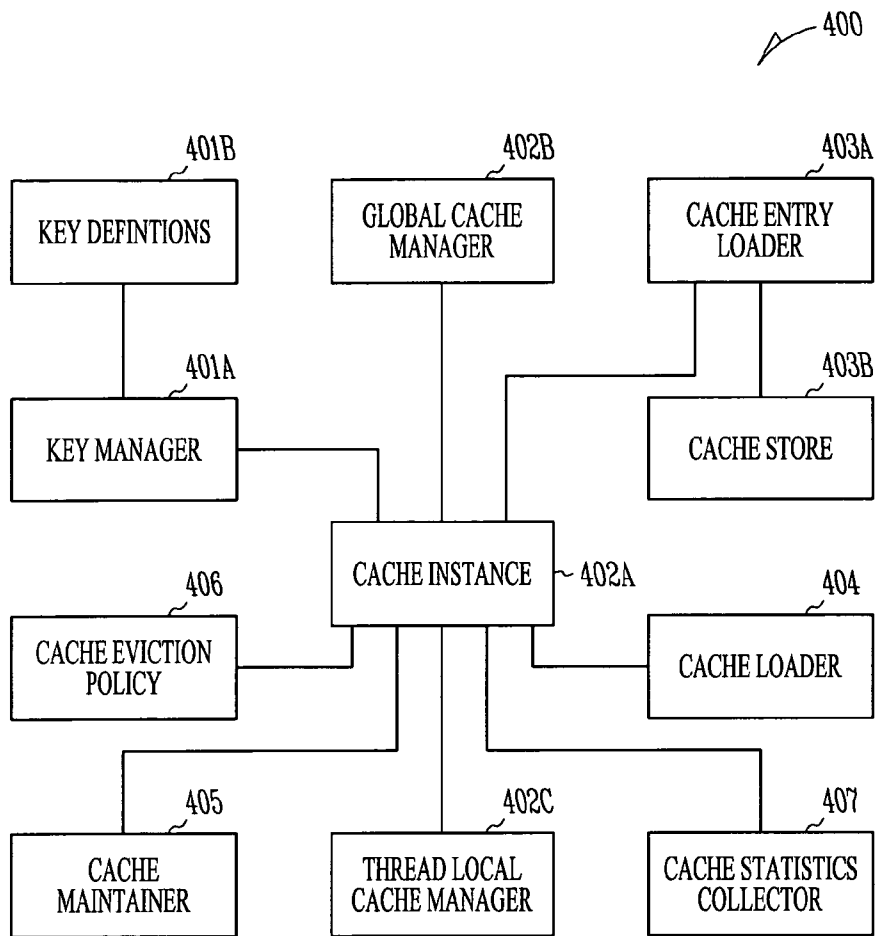 400
401B
402B
403A
KEY DEFINTIONS
GLOBAL CACHE
MANAGER
CACHE ENTRY
LOADER
401A
403B
KEY MANAGER
CACHE STORE
CACHE INSTANCE
402A
406
404
CACHE EVICTION
POLICY
CACHE LOADER
405
402C
407
CACHE
MAINTAINER
THREAD LOCAL
CACHE MANAGER
CACHE STATISTICS
COLLECTOR